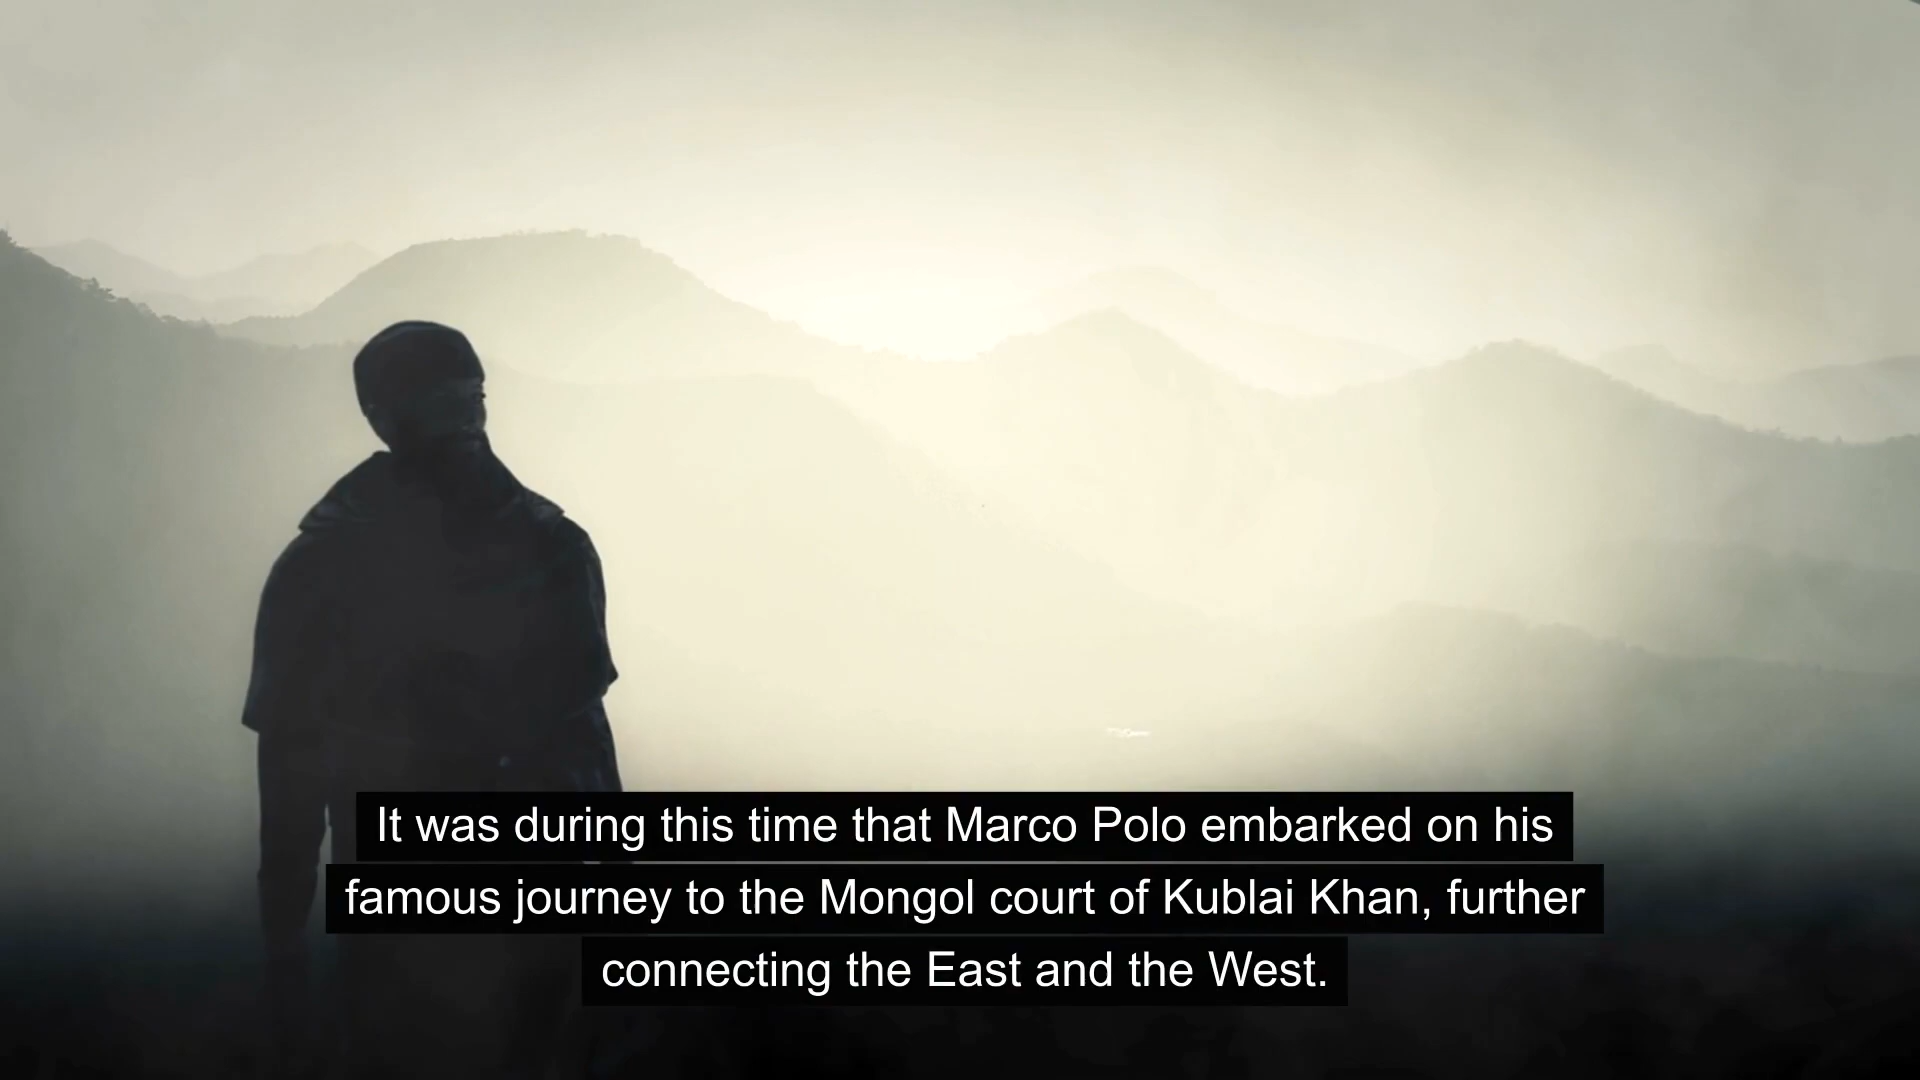 It was during this time that Marco Polo embarked on his
famous journey to the Mongol court of Kublai Khan, further
connecting the East and the West.